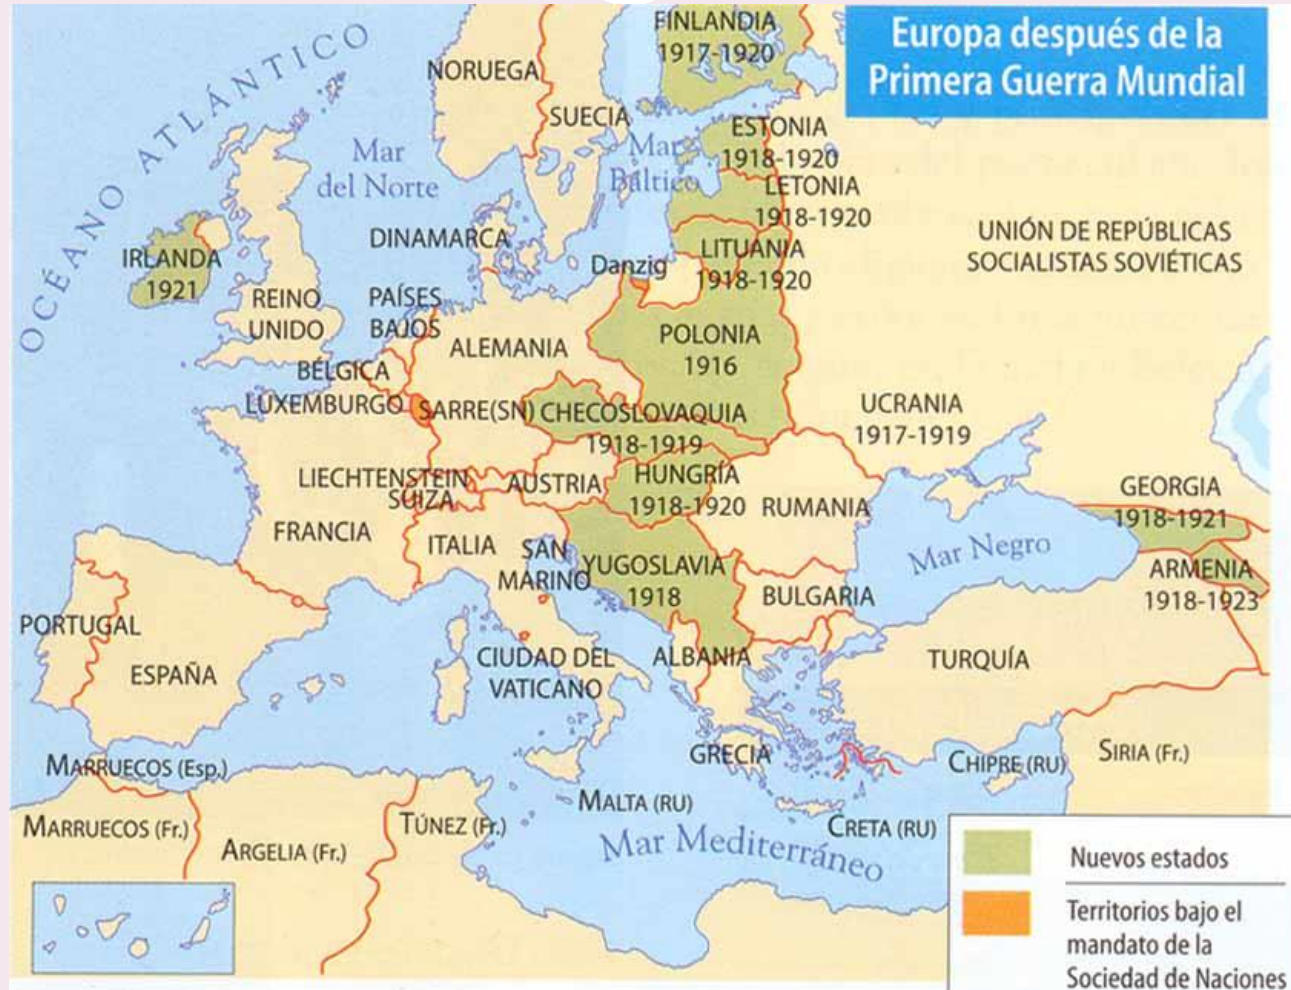 Europa después de la
Primera Guerra Mundial
OCÉANO ATLÁNTICO
NORUEGA
SUECIA
FINLANDIA
1917-1920
Mar
del Norte
Mar
Báltico
ESTONIA
1918-1920
LETONIA
1918-1920
LITUANIA
1918-1920
UNIÓN DE REPÚBLICAS
SOCIALISTAS SOVIÉTICAS
DINAMARCA
Danzig
IRLANDA
1921
REINO
UNIDO
PAÍSES
BAJOS
ALEMANIA
POLONIA
1916
BÉLGICA
LUXEMBURGO
SARRE(SN)
CHECOSLOVAQUIA
1918-1919
UCRANIA
1917-1919
LIECHTENSTEIN
SUIZA
AUSTRIA
HUNGRÍA
1918-1920
RUMANIA
GEORGIA
1918-1921
FRANCIA
ITALIA
SAN
MARINO
YUGOSLAVIA
1918
BULGARIA
Mar Negro
ARMENIA
1918-1923
PORTUGAL
ESPAÑA
CIUDAD DEL
VATICANO
ALBANIA
TURQUÍA
GRECIA
CHIPRE (RU)
SIRIA (Fr.)
MARRUECOS (Esp.)
MARRUECOS (Fr.)
ARGELIA (Fr.)
TÚNEZ (Fr.)
MALTA (RU)
CRETA (RU)
Mar Mediterráneo
Nuevos estados
Territorios bajo el
mandato de la
Sociedad de Naciones